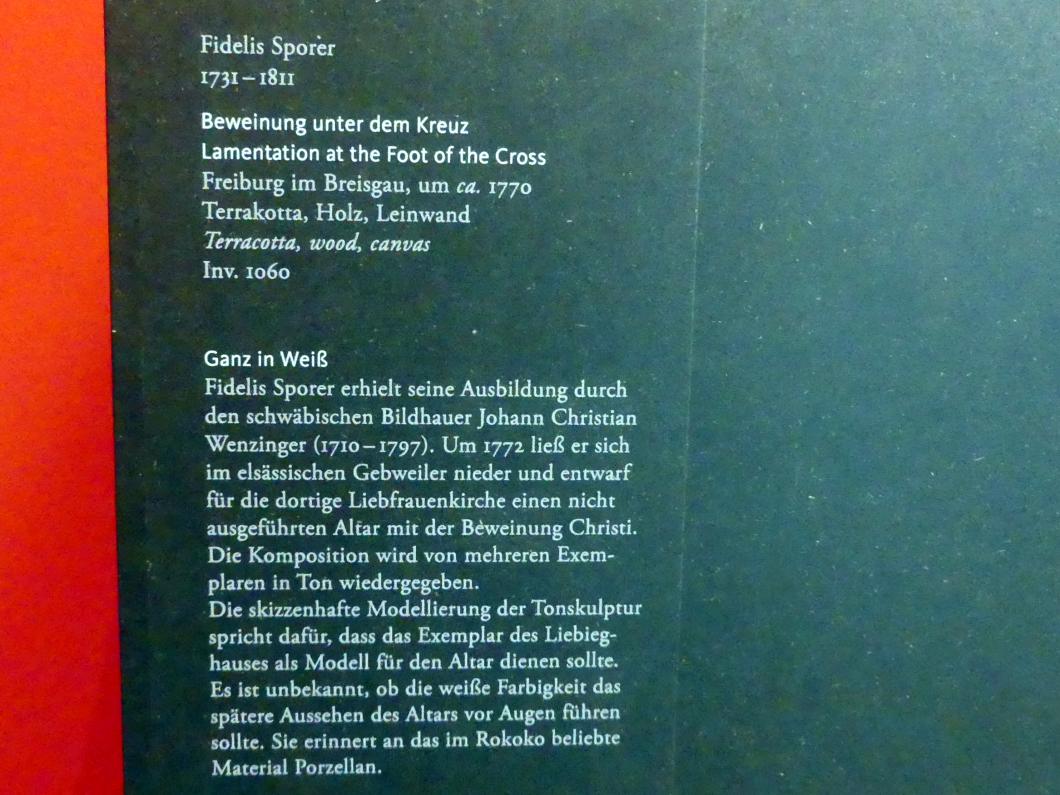 Fidelis Sporer
1731–1811
Beweinung unter dem Kreuz
Lamentation at the Foot of the Cross
Freiburg im Breisgau, um ca. 1770
Terrakotta, Holz, Leinwand
Terracotta, wood, canvas
Inv. 1060
Ganz in Weiß
Fidelis Sporer erhielt seine Ausbildung durch
den schwäbischen Bildhauer Johann Christian
Wenzinger (1710–1797). Um 1772 ließ er sich
im elsässischen Gebweiler nieder und entwarf
für die dortige Liebfrauenkirche einen nicht
ausgeführten Altar mit der Beweinung Christi.
Die Komposition wird von mehreren Exem-
plaren in Ton wiedergegeben.
Die skizzenhafte Modellierung der Tonskulptur
spricht dafür, dass das Exemplar des Liebieg-
hauses als Modell für den Altar dienen sollte.
Es ist unbekannt, ob die weiße Farbigkeit das
spätere Aussehen des Altars vor Augen führen
sollte. Sie erinnert an das im Rokoko beliebte
Material Porzellan.